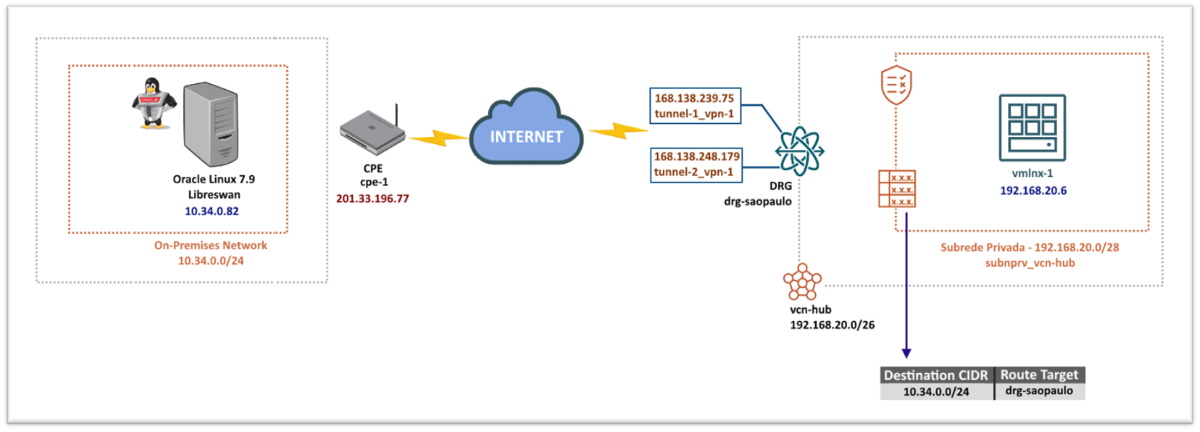 Oracle Linux 7.9
Libreswan
10.34.0.82
On-Premises Network
10.34.0.0/24
CPE
cpe-1
201.33.196.77
INTERNET
168.138.239.75
tunnel-1_vpn-1
168.138.248.179
tunnel-2_vpn-1
DRG
drg-saopaulo
x.x.x.
x.x.x.
x.x.x.
vmlnx-1
192.168.20.6
Subrede Privada - 192.168.20.0/28
subnprv_vcn-hub
vcn-hub
192.168.20.0/26
Destination CIDR Route Target
10.34.0.0/24 drg-saopaulo